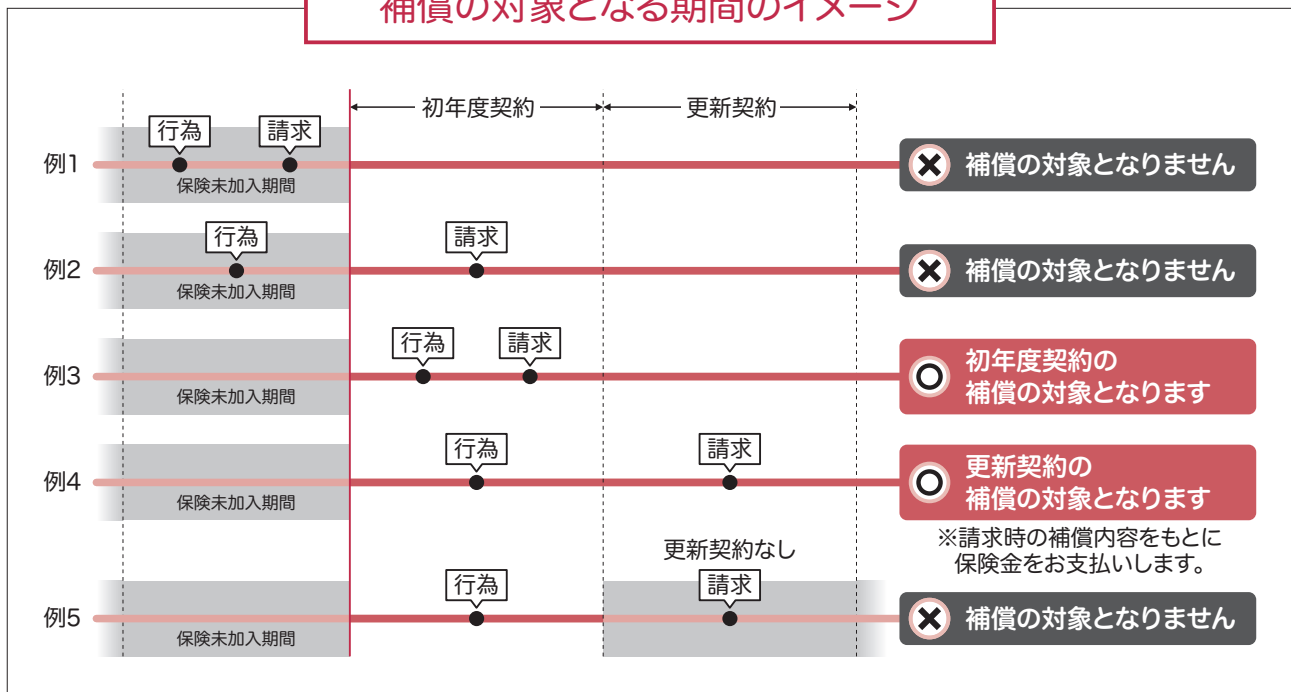 補償の対象となる期間のイメージ
初年度契約
更新契約
例1
行為
請求
保険未加入期間
補償の対象となりません
例2
行為
請求
保険未加入期間
補償の対象となりません
例3
行為
請求
保険未加入期間
初年度契約の
補償の対象となります
例4
行為
請求
保険未加入期間
更新契約の
補償の対象となります
※請求時の補償内容をもとに
保険金をお支払いします。
更新契約なし
例5
行為
請求
保険未加入期間
補償の対象となりません